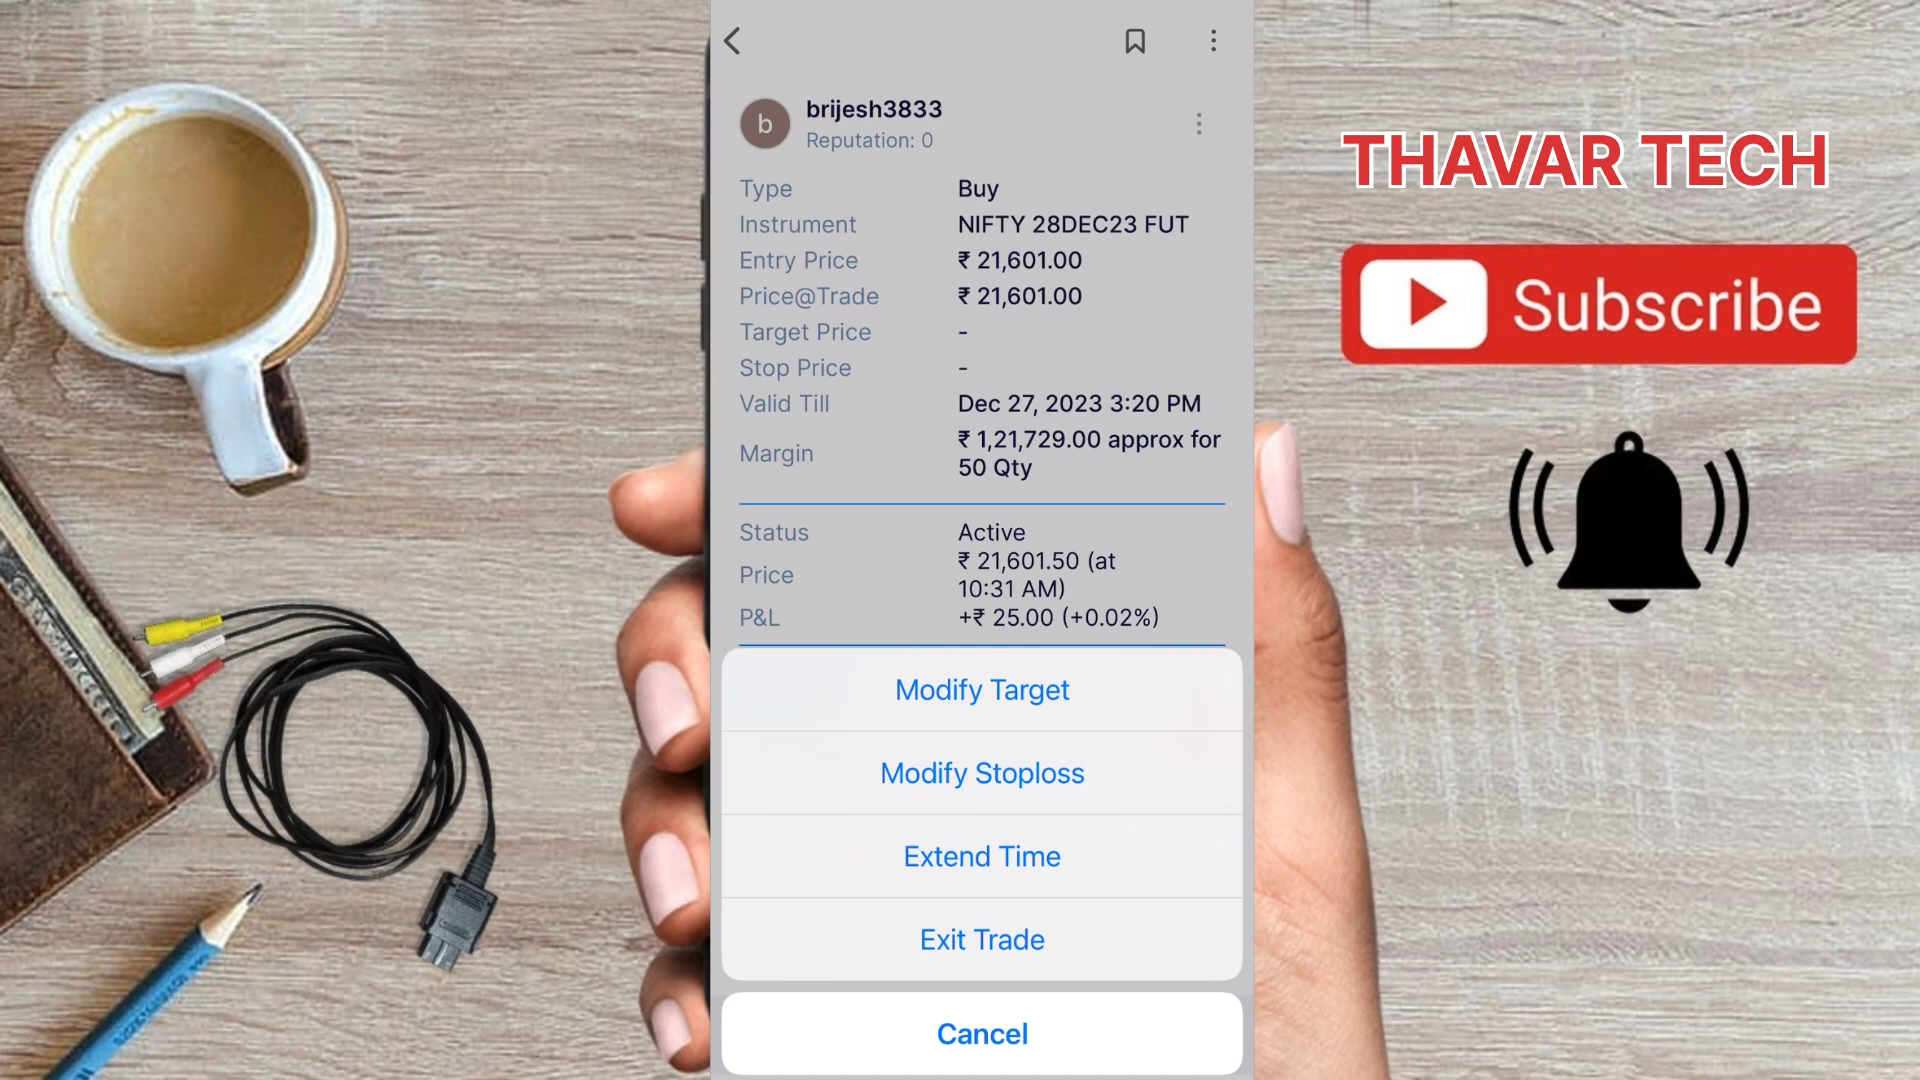 b
brijesh3833
Reputation: 0
Type Buy
Instrument NIFTY 28DEC23 FUT
Entry Price ₹ 21,601.00
Price@Trade ₹ 21,601.00
Target Price -
Stop Price -
Valid Till Dec 27, 2023 3:20 PM
Margin ₹ 1,21,729.00 approx for
50 Qty
Status Active
Price ₹ 21,601.50 (at
10:31 AM)
P&L +₹ 25.00 (+0.02%)
Modify Target
Modify Stoploss
Extend Time
Exit Trade
Cancel
THAVAR TECH
Subscribe